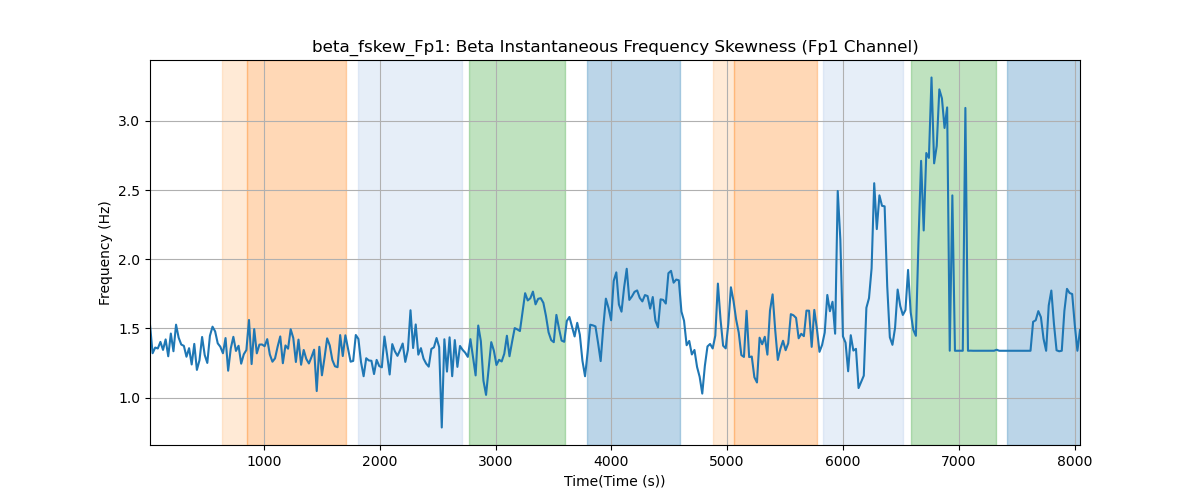 beta_fskew_Fp1: Beta Instantaneous Frequency Skewness (Fp1 Channel)
Frequency (Hz)
3.0
2.5
2.0
1.5
1.0
1000 2000 3000 4000 5000 6000 7000 8000
Time(Time (s))